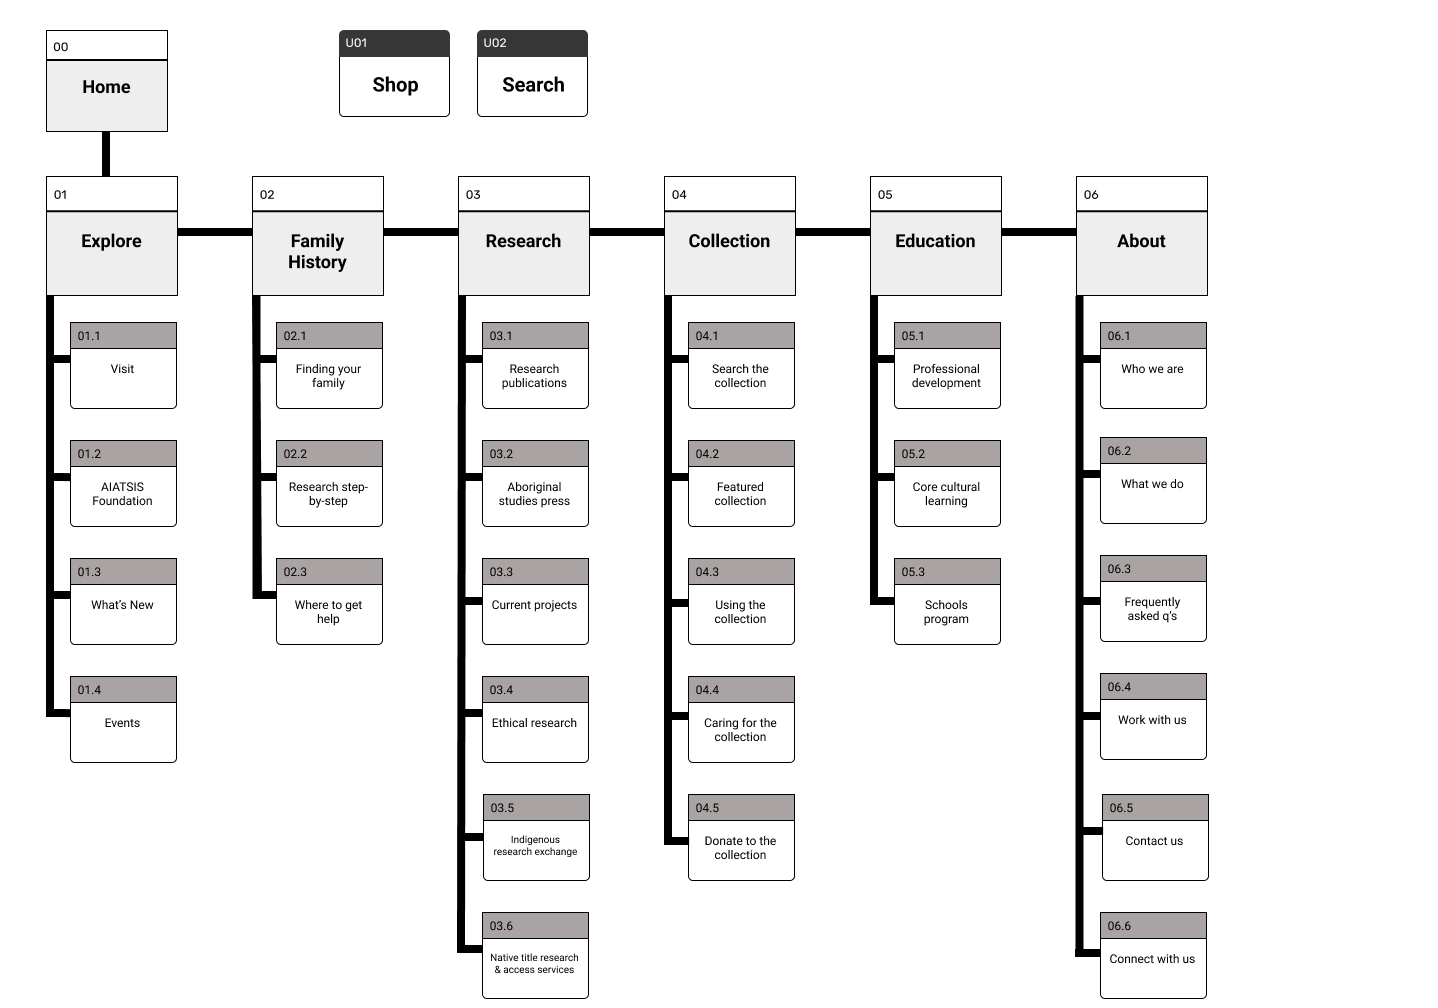 00
Home
U01
Shop
U02
Search
01
Explore
01.1
Visit
01.2
AIATSIS
Foundation
01.3
What’s New
01.4
Events
02
Family
History
02.1
Finding your
family
02.2
Research step-
by-step
02.3
Where to get
help
03
Research
03.1
Research
publications
03.2
Aboriginal
studies press
03.3
Current projects
03.4
Ethical research
03.5
Indigenous
research exchange
03.6
Native title research
& access services
04
Collection
04.1
Search the
collection
04.2
Featured
collection
04.3
Using the
collection
04.4
Caring for the
collection
04.5
Donate to the
collection
05
Education
05.1
Professional
development
05.2
Core cultural
learning
05.3
Schools
program
06
About
06.1
Who we are
06.2
What we do
06.3
Frequently
asked q’s
06.4
Work with us
06.5
Contact us
06.6
Connect with us